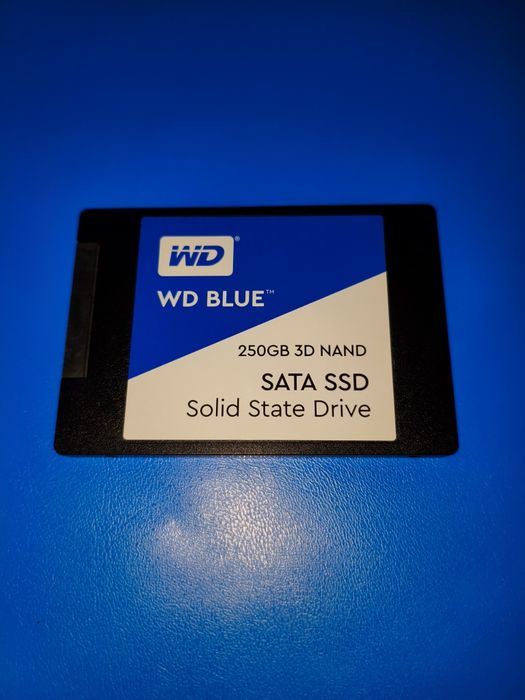 WD®
WD BLUE™
250GB 3D NAND
SATA SSD
Solid State Drive